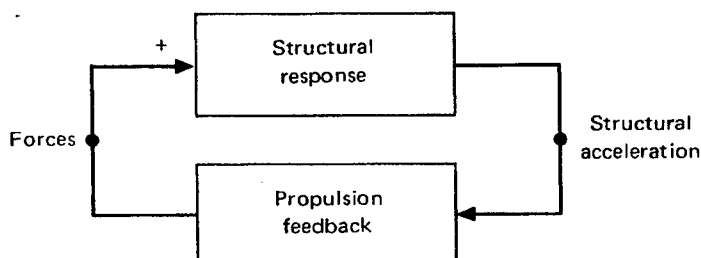 +
Structural
response
Forces
Structural
acceleration
Propulsion
feedback